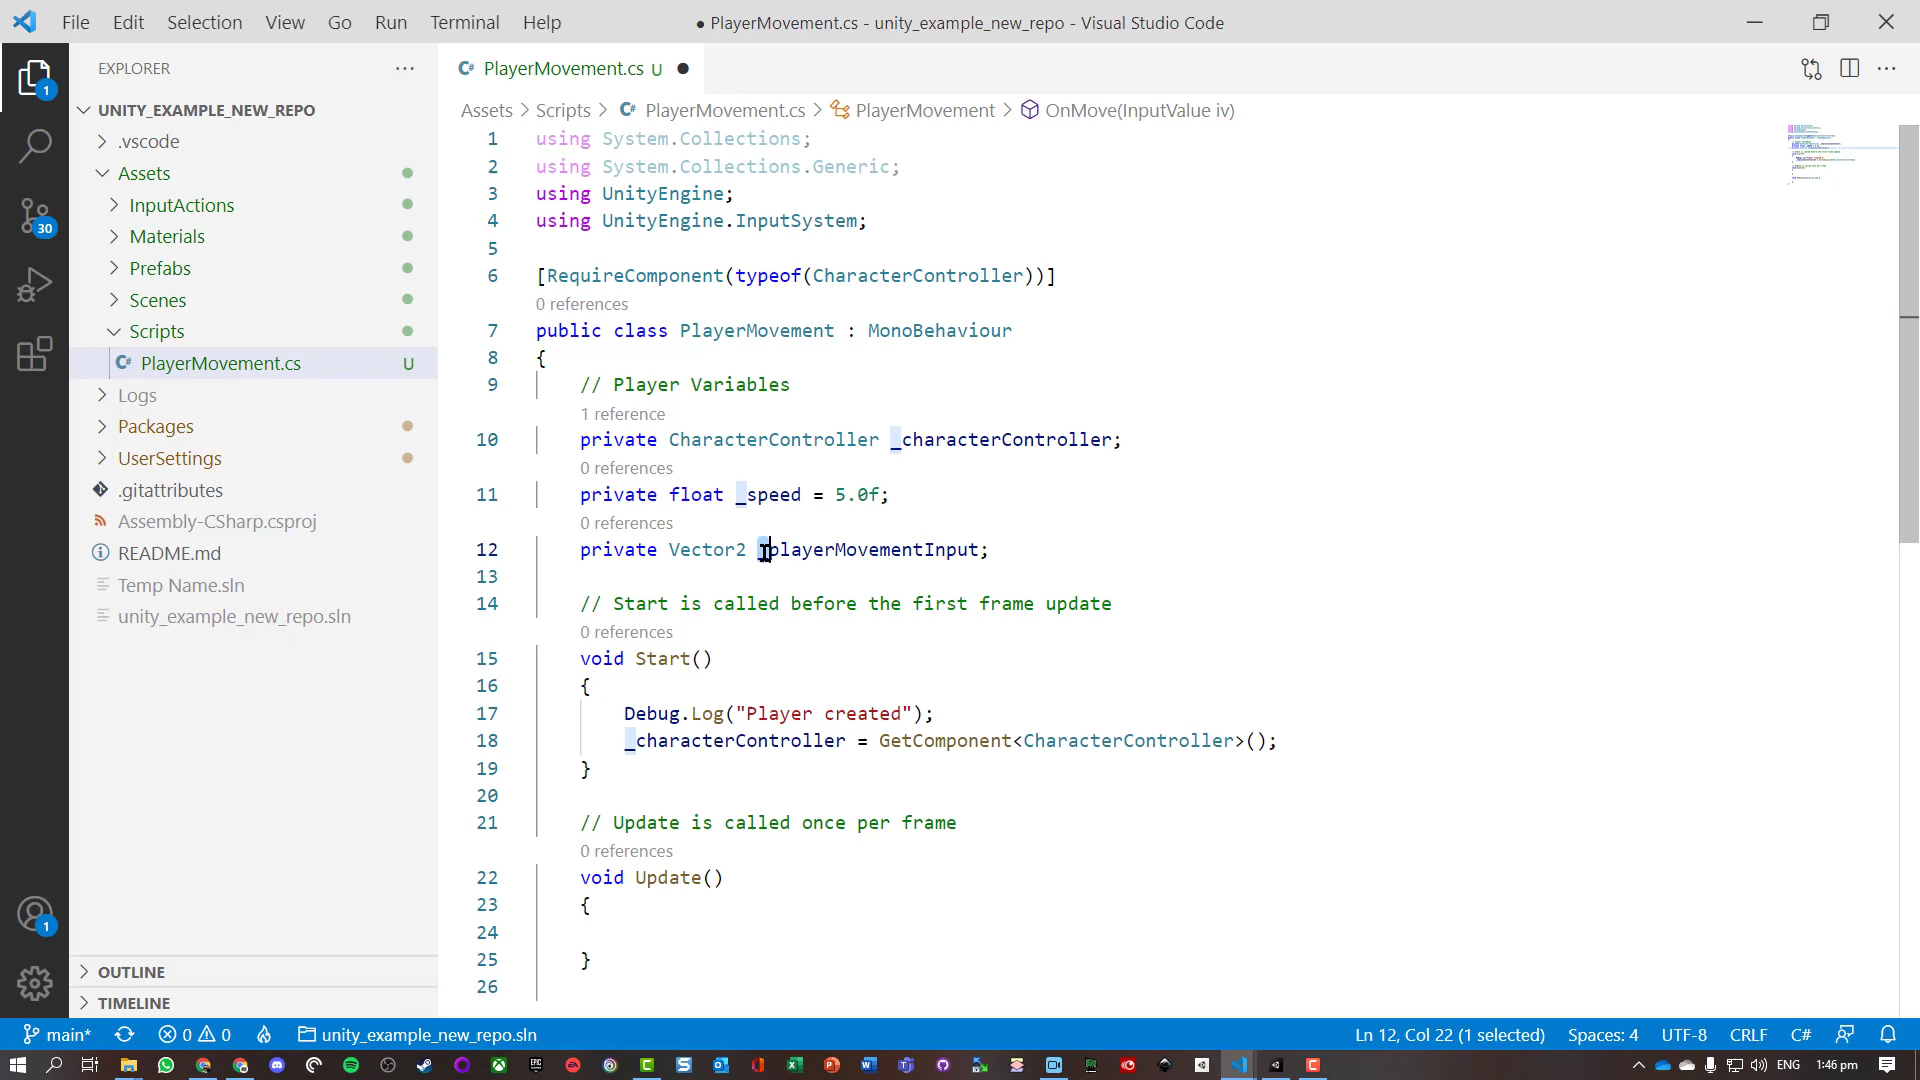 File Edit Selection View Go Run Terminal Help
● PlayerMovement.cs - unity_example_new_repo - Visual Studio Code
EXPLORER
UNITY_EXAMPLE_NEW_REPO
.vscode
Assets
InputActions
Materials
Prefabs
Scenes
Scripts
PlayerMovement.cs U
Logs
Packages
UserSettings
.gitattributes
Assembly-CSharp.csproj
README.md
Temp Name.sln
unity_example_new_repo.sln
OUTLINE
TIMELINE
1
30
1
PlayerMovement.cs U
Assets > Scripts > PlayerMovement.cs > PlayerMovement > OnMove(InputValue iv)
1 using System.Collections;
2 using System.Collections.Generic;
3 using UnityEngine;
4 using UnityEngine.InputSystem;
5
6 [RequireComponent(typeof(CharacterController))]
0 references
7 public class PlayerMovement : MonoBehaviour
8 {
9 // Player Variables
1 reference
10 private CharacterController _characterController;
0 references
11 private float _speed = 5.0f;
0 references
12 private Vector2 _playerMovementInput;
13
14 // Start is called before the first frame update
0 references
15 void Start()
16 {
17 Debug.Log("Player created");
18 _characterController = GetComponent<CharacterController>();
19 }
20
21 // Update is called once per frame
0 references
22 void Update()
23 {
24
25 }
26
main* 0 0 unity_example_new_repo.sln
Ln 12, Col 22 (1 selected) Spaces: 4 UTF-8 CRLF C#
ENG 1:46 pm